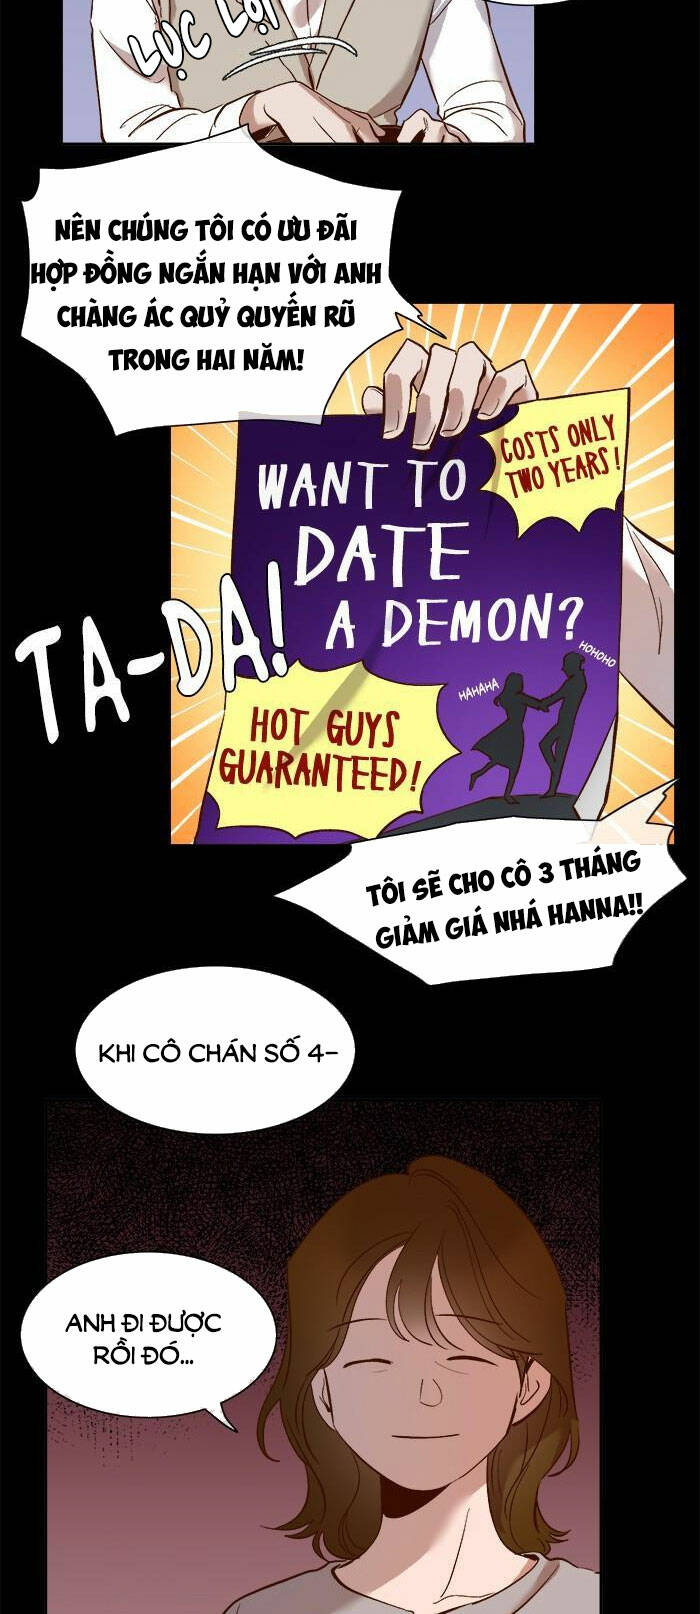 LỤC LỌI
NÊN CHÚNG TÔI CÓ ƯU ĐÃI
HỢP ĐỒNG NGẮN HẠN VỚI ANH
CHÀNG ÁC QUỶ QUYẾN RŨ
TRONG HAI NĂM!
COSTS ONLY
TWO YEARS!
WANT TO
DATE
A DEMON?
TA-DA!
HAHAHA
HOHOHO
HOT GUYS
GUARANTEED!
TÔI SẼ CHO CÔ 3 THÁNG
GIẢM GIÁ NHÁ HANNA!!
KHI CÔ CHÁN SỐ 4-
ANH ĐI ĐƯỢC
RỒI ĐÓ...